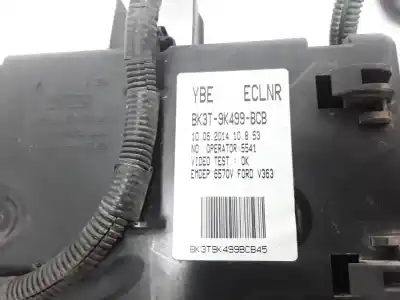 YBE ECLNR
BK3T-9K499-BCB
10.06.2014 10.8.53
NO OPERATOR 5541
VIDEO TEST : OK
EMDEP 6570V FORD V363
BK3T9K499BCB45